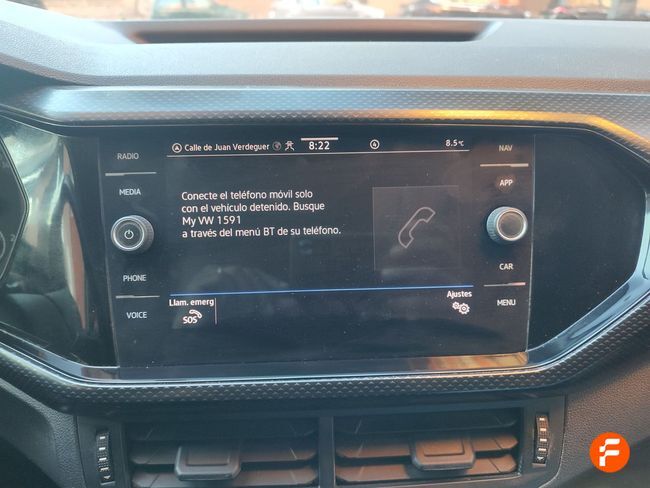 Calle de Juan Verdeguer 8:22 8.5°C
RADIO
MEDIA
PHONE
VOICE
Conecte el teléfono móvil solo
con el vehículo detenido. Busque
My VW 1591
a través del menú BT de su teléfono.
Llam. emerg
SOS
Ajustes
NAV
APP
CAR
MENU